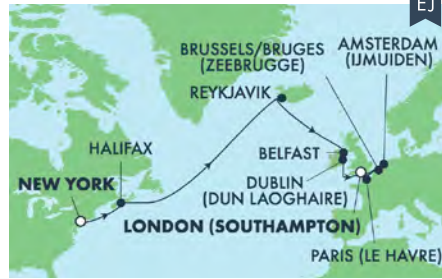 EJ
BRUSSELS/BRUGES
(ZEEBRUGGE)
AMSTERDAM
(IJMUIDEN)
REYKJAVIK
HALIFAX
BELFAST
NEW YORK
DUBLIN
(DUN LAOGHAIRE)
LONDON (SOUTHAMPTON)
PARIS (LE HAVRE)